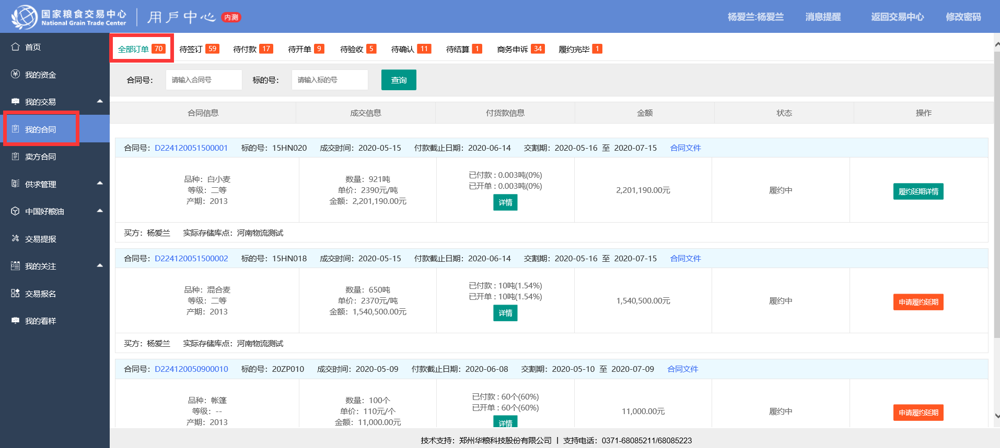 国家粮食交易中心
National Grain Trade Center
用户中心 内测
杨爱兰:杨爱兰 消息提醒 返回交易中心 修改密码
首页
我的资金
我的交易
我的合同
卖方合同
供求管理
中国好粮油
交易提报
我的关注
交易报名
我的看样
全部订单 70 待签订 59 待付款 17 待开单 9 待验收 5 待确认 11 待结算 1 商务申诉 34 履约完毕 1
合同号： 请输入合同号 标的号： 请输入标的号 查询
合同信息 成交信息 付货款信息 金额 状态 操作
合同号：D224120051500001 标的号：15HN020 成交时间：2020-05-15 付款截止日期：2020-06-14 交割期：2020-05-16 至 2020-07-15 合同文件
品种：白小麦
等级：二等
产期：2013
数量：921吨
单价：2390元/吨
金额：2,201,190.00元
已付款 : 0.003吨(0%)
已开单 : 0.003吨(0%)
详情
2,201,190.00元
履约中
履约延期详情
买方：杨爱兰 实际存储库点：河南物流测试
合同号：D224120051500002 标的号：15HN018 成交时间：2020-05-15 付款截止日期：2020-06-14 交割期：2020-05-16 至 2020-07-15 合同文件
品种：混合麦
等级：二等
产期：2013
数量：650吨
单价：2370元/吨
金额：1,540,500.00元
已付款 : 10吨(1.54%)
已开单 : 10吨(1.54%)
详情
1,540,500.00元
履约中
申请履约延期
买方：杨爱兰 实际存储库点：河南物流测试
合同号：D224120050900010 标的号：20ZP010 成交时间：2020-05-09 付款截止日期：2020-06-08 交割期：2020-05-10 至 2020-07-09 合同文件
品种：帐篷
等级：--
产期：2013
数量：100个
单价：110元/个
金额：11,000.00元
已付款 : 60个(60%)
已开单 : 60个(60%)
详情
11,000.00元
履约中
申请履约延期
技术支持：郑州华粮科技股份有限公司 | 支持电话：0371-68085211/68085223